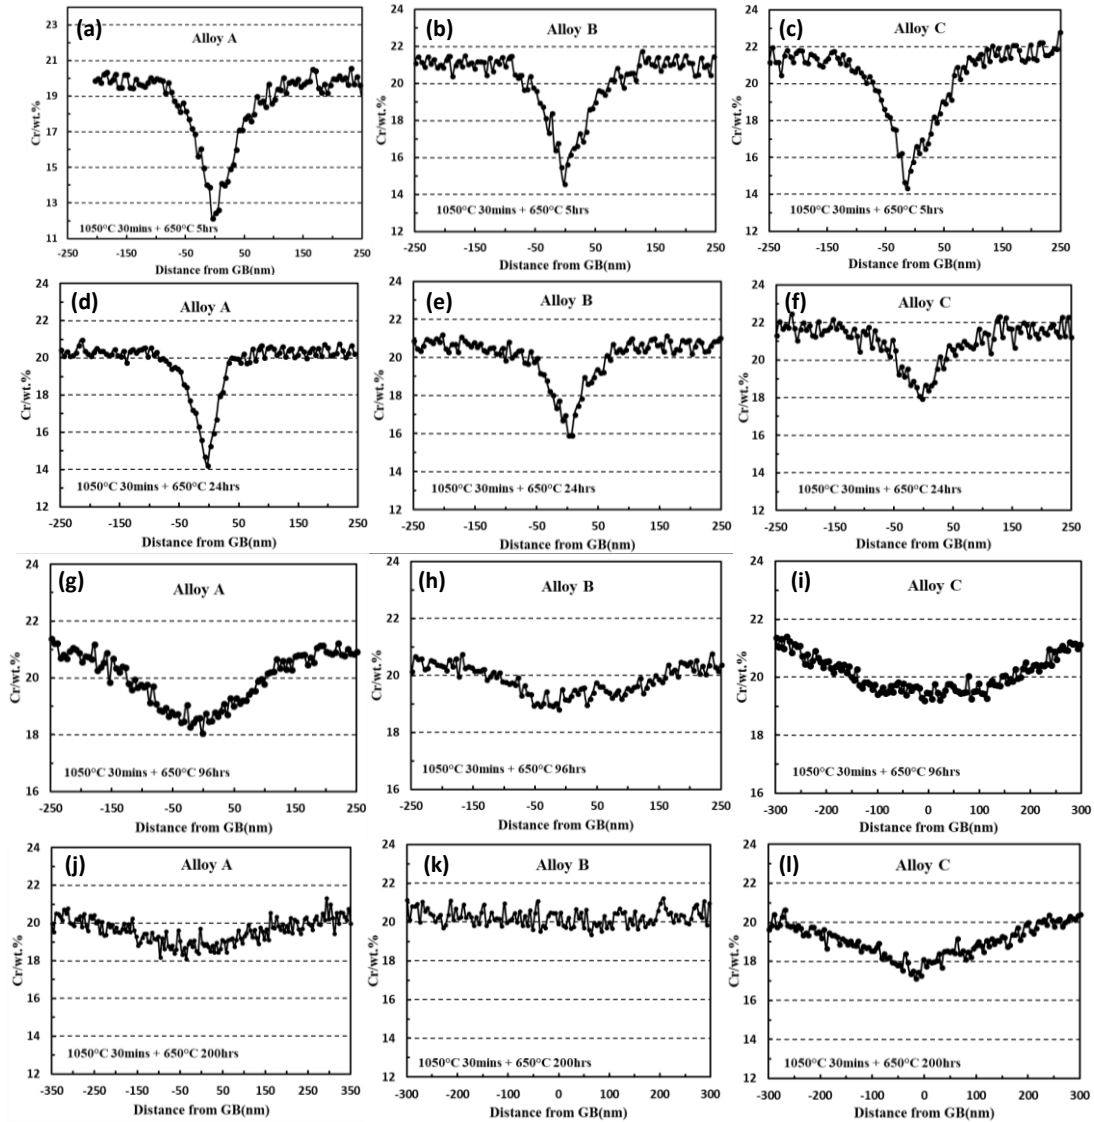 (a)
Alloy A
Cr/wt.%
23
21
19
17
15
13
11
1050°C 30mins + 650°C 5hrs
-250 -150 -50 50 150 250
Distance from GB(nm)
(b)
Alloy B
Cr/wt.%
24
22
20
18
16
14
12
1050°C 30mins + 650°C 5hrs
-250 -150 -50 50 150 250
Distance from GB(nm)
(c)
Alloy C
Cr/wt.%
24
22
20
18
16
14
12
1050°C 30mins + 650°C 5hrs
-250 -150 -50 50 150 250
Distance from GB(nm)
(d)
Alloy A
Cr/wt.%
24
22
20
18
16
14
12
1050°C 30mins + 650°C 24hrs
-250 -150 -50 50 150 250
Distance from GB(nm)
(e)
Alloy B
Cr/wt.%
24
22
20
18
16
14
12
1050°C 30mins + 650°C 24hrs
-250 -150 -50 50 150 250
Distance from GB(nm)
(f)
Alloy C
Cr/wt.%
24
22
20
18
16
14
12
1050°C 30mins + 650°C 24hrs
-250 -150 -50 50 150 250
Distance from GB(nm)
(g)
Alloy A
Cr/wt.%
24
22
20
18
16
1050°C 30mins + 650°C 96hrs
-250 -150 -50 50 150 250
Distance from GB(nm)
(h)
Alloy B
Cr/wt.%
24
22
20
18
16
1050°C 30mins + 650°C 96hrs
-250 -150 -50 50 150 250
Distance from GB(nm)
(i)
Alloy C
Cr/wt.%
24
22
20
18
16
1050°C 30mins + 650°C 96hrs
-300 -200 -100 0 100 200 300
Distance from GB(nm)
(j)
Alloy A
Cr/wt.%
24
22
20
18
16
14
12
1050°C 30mins + 650°C 200hrs
-350 -250 -150 -50 50 150 250 350
Distance from GB(nm)
(k)
Alloy B
Cr/wt.%
24
22
20
18
16
14
12
1050°C 30mins + 650°C 200hrs
-300 -200 -100 0 100 200 300
Distance from GB(nm)
(l)
Alloy C
Cr/wt.%
24
22
20
18
16
14
12
1050°C 30mins + 650°C 200hrs
-300 -200 -100 0 100 200 300
Distance from GB(nm)